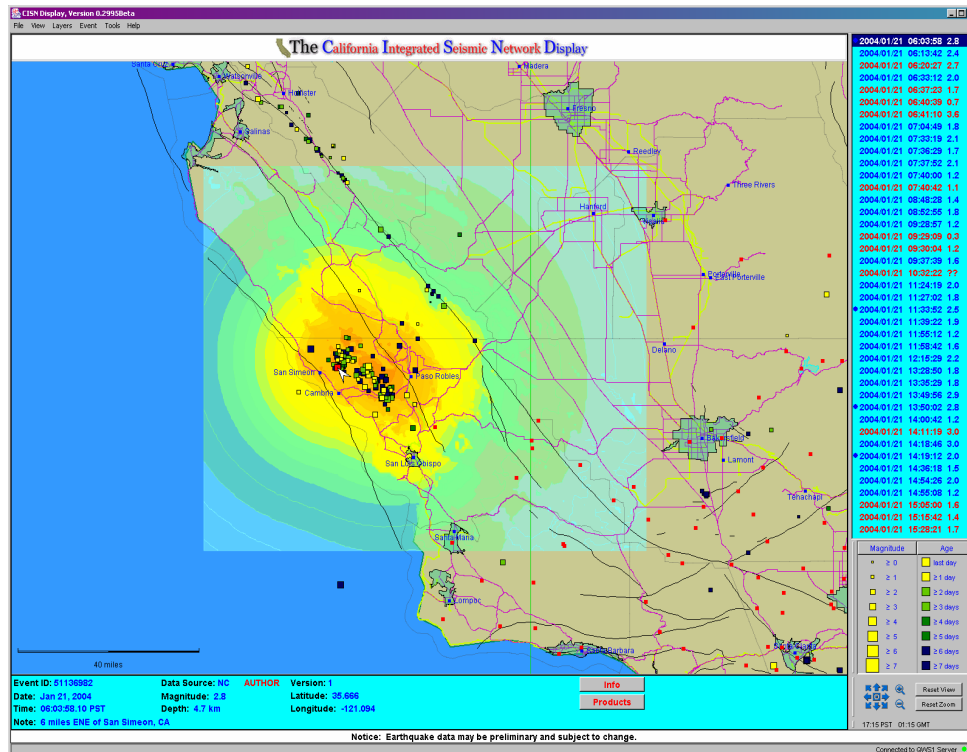 CISN Display, Version 0.2995Beta
File View Layers Event Tools Help
The California Integrated Seismic Network Display
Madera
Watsonville
Hollister
Fresno
Salinas
Reedley
Three Rivers
Hanford
Visalia
Porterville
East Porterville
Delano
San Simeon
Paso Robles
Cambria
Bakersfield
San Luis Obispo
Lamont
Tehachapi
Santa Maria
Lompoc
Santa Barbara
40 miles
2004/01/21 06:03:58 2.8
2004/01/21 06:13:42 2.4
2004/01/21 06:20:27 2.7
2004/01/21 06:33:12 2.0
2004/01/21 06:37:23 1.7
2004/01/21 06:40:39 0.7
2004/01/21 06:41:10 3.6
2004/01/21 07:04:49 1.8
2004/01/21 07:33:19 2.1
2004/01/21 07:36:29 1.7
2004/01/21 07:37:52 2.1
2004/01/21 07:40:00 1.2
2004/01/21 07:40:42 1.1
2004/01/21 08:48:28 1.4
2004/01/21 08:52:55 1.8
2004/01/21 09:28:57 1.2
2004/01/21 09:29:09 0.3
2004/01/21 09:30:04 1.2
2004/01/21 09:37:39 1.6
2004/01/21 10:32:22 ??
2004/01/21 11:24:19 2.0
2004/01/21 11:27:02 1.8
2004/01/21 11:33:52 2.5
2004/01/21 11:39:22 1.9
2004/01/21 11:55:12 1.2
2004/01/21 11:58:42 1.6
2004/01/21 12:15:29 2.2
2004/01/21 13:28:50 1.8
2004/01/21 13:35:29 1.8
2004/01/21 13:49:56 2.9
2004/01/21 13:50:02 2.8
2004/01/21 14:00:42 1.2
2004/01/21 14:11:19 3.0
2004/01/21 14:18:46 3.0
2004/01/21 14:19:12 2.0
2004/01/21 14:36:18 1.5
2004/01/21 14:54:26 2.0
2004/01/21 14:55:08 1.2
2004/01/21 15:05:00 1.6
2004/01/21 15:15:42 1.4
2004/01/21 15:28:21 1.7
Magnitude Age
≥ 0 last day
≥ 1 ≥ 1 day
≥ 2 ≥ 2 days
≥ 3 ≥ 3 days
≥ 4 ≥ 4 days
≥ 5 ≥ 5 days
≥ 6 ≥ 6 days
≥ 7 ≥ 7 days
Reset View
Reset Zoom
17:15 PST 01:15 GMT
Event ID: 51136982 Data Source: NC AUTHOR Version: 1
Date: Jan 21, 2004 Magnitude: 2.8 Latitude: 35.666
Time: 06:03:58.10 PST Depth: 4.7 km Longitude: -121.094
Note: 6 miles ENE of San Simeon, CA
Info
Products
Notice: Earthquake data may be preliminary and subject to change.
Connected to QWS1 Server